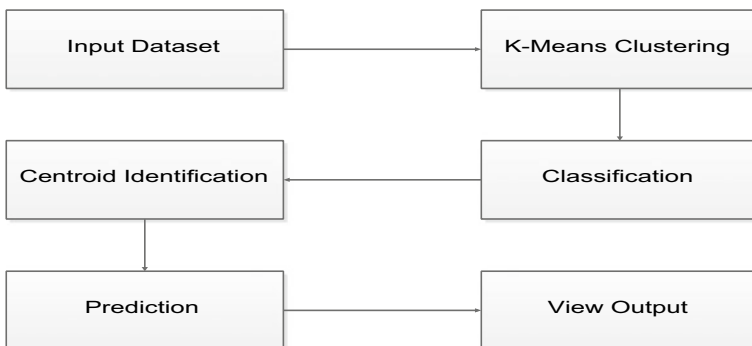 Input Dataset
K-Means Clustering
Centroid Identification
Classification
Prediction
View Output